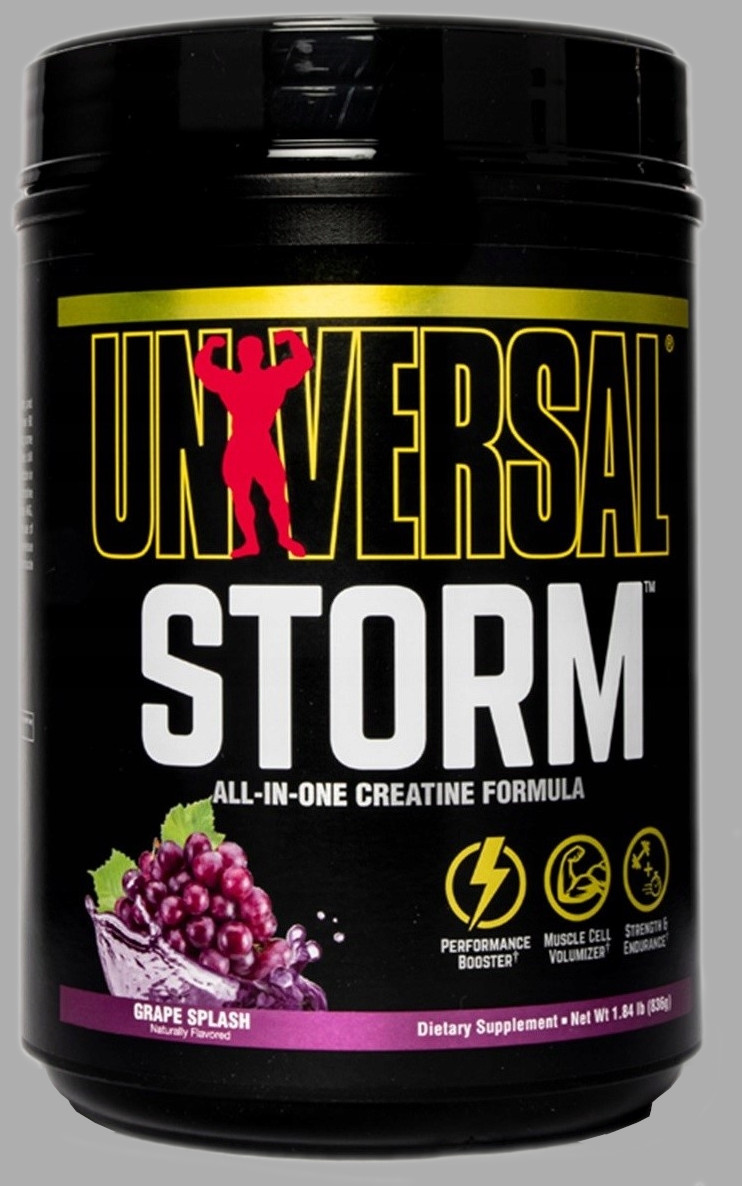 UNIVERSAL®
STORM™
ALL-IN-ONE CREATINE FORMULA
PERFORMANCE
BOOSTER†
MUSCLE CELL
VOLUMIZER†
STRENGTH &
ENDURANCE†
GRAPE SPLASH
Naturally Flavored
Dietary Supplement ▪ Net Wt 1.84 lb (836g)